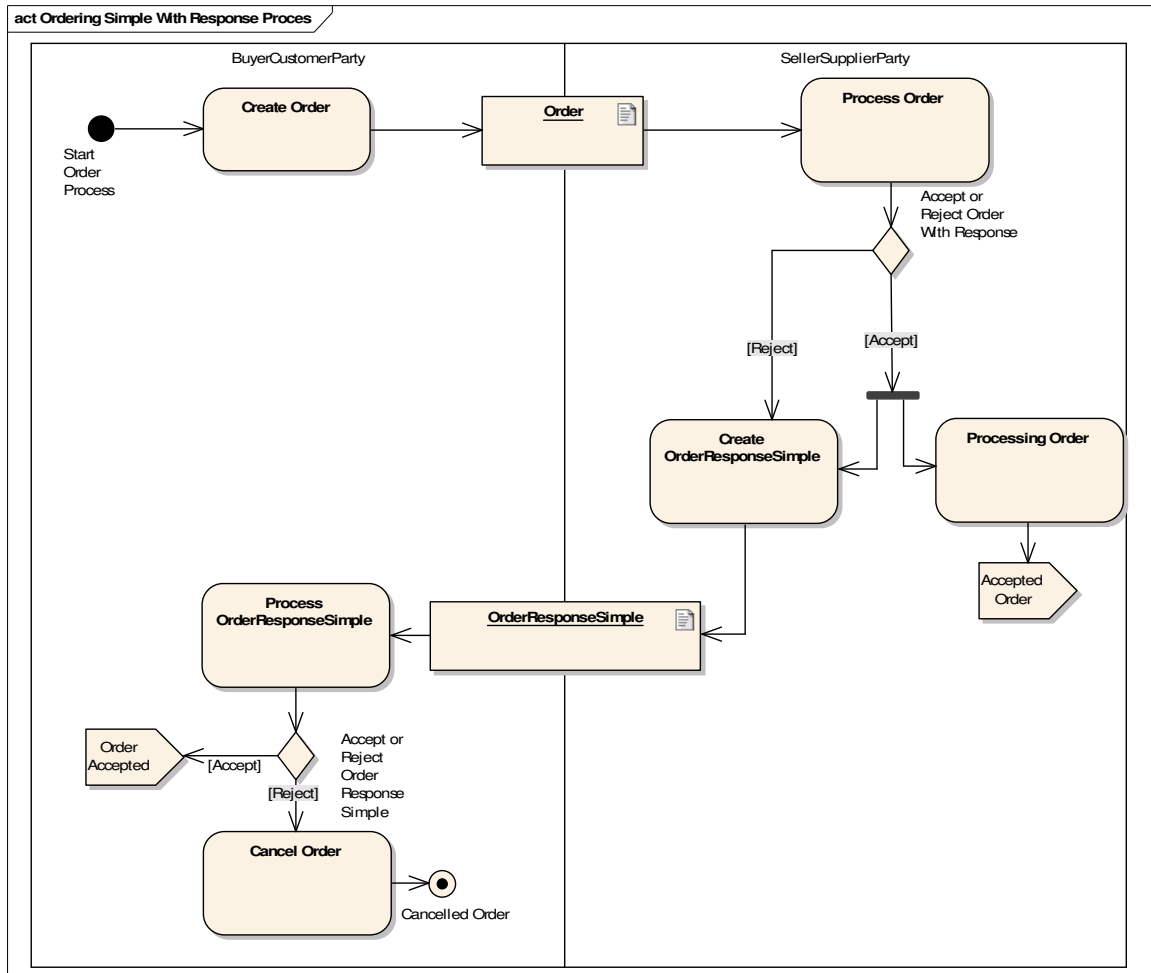 act Ordering Simple With Response Proces
BuyerCustomerParty
SellerSupplierParty
Create Order
Order
Process Order
Start
Order
Process
Accept or
Reject Order
With Response
[Reject]
[Accept]
Create
OrderResponseSimple
Processing Order
Accepted
Order
Process
OrderResponseSimple
OrderResponseSimple
Order
Accepted
[Accept]
Accept or
Reject
Order
Response
Simple
[Reject]
Cancel Order
Cancelled Order